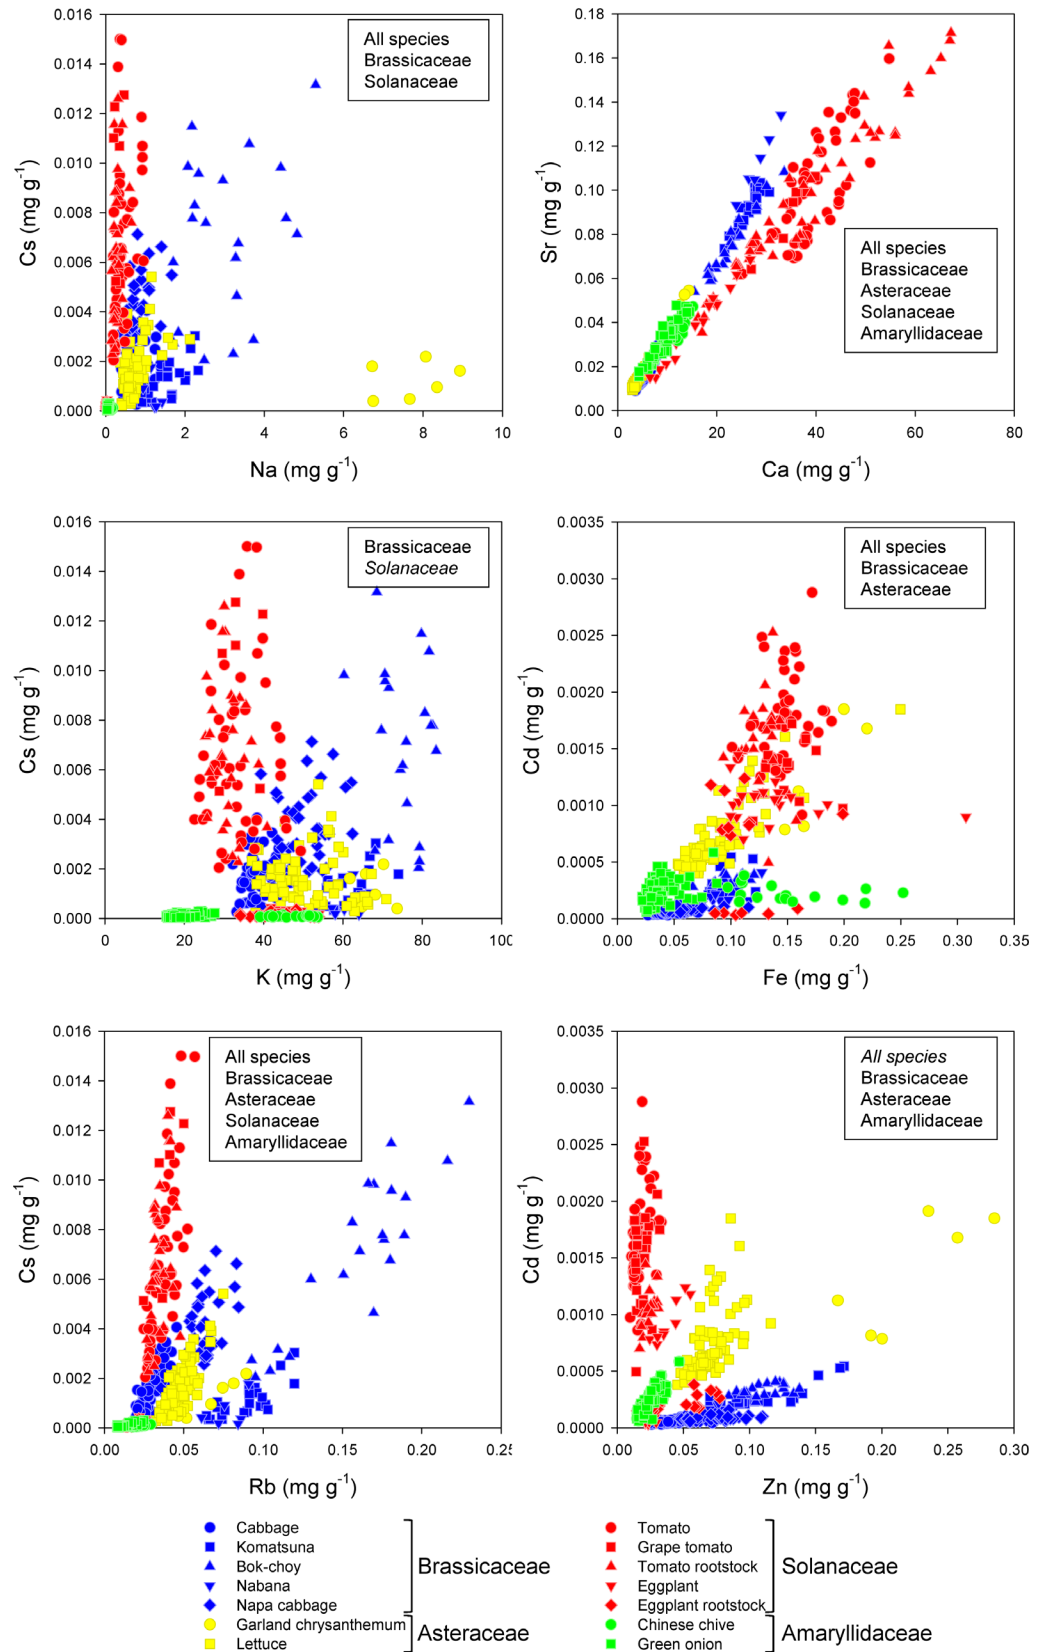 0.016
0.014
0.012
0.010
0.008
0.006
0.004
0.002
0.000
Cs (mg g-1)
0
2
4
6
8
10
Na (mg g-1)
All species
Brassicaceae
Solanaceae
0.18
0.16
0.14
0.12
0.10
0.08
0.06
0.04
0.02
0.00
Sr (mg g-1)
0
20
40
60
80
Ca (mg g-1)
All species
Brassicaceae
Asteraceae
Solanaceae
Amaryllidaceae
0.016
0.014
0.012
0.010
0.008
0.006
0.004
0.002
0.000
Cs (mg g-1)
0
20
40
60
80
100
K (mg g-1)
Brassicaceae
Solanaceae
0.0035
0.0030
0.0025
0.0020
0.0015
0.0010
0.0005
0.0000
Cd (mg g-1)
0.00
0.05
0.10
0.15
0.20
0.25
0.30
0.35
Fe (mg g-1)
All species
Brassicaceae
Asteraceae
0.016
0.014
0.012
0.010
0.008
0.006
0.004
0.002
0.000
Cs (mg g-1)
0.00
0.05
0.10
0.15
0.20
0.25
Rb (mg g-1)
All species
Brassicaceae
Asteraceae
Solanaceae
Amaryllidaceae
0.0035
0.0030
0.0025
0.0020
0.0015
0.0010
0.0005
0.0000
Cd (mg g-1)
0.00
0.05
0.10
0.15
0.20
0.25
0.30
Zn (mg g-1)
All species
Brassicaceae
Asteraceae
Amaryllidaceae
Cabbage
Komatsuna
Bok-choy
Nabana
Napa cabbage
Brassicaceae
Garland chrysanthemum
Lettuce
Asteraceae
Tomato
Grape tomato
Tomato rootstock
Eggplant
Eggplant rootstock
Solanaceae
Chinese chive
Green onion
Amaryllidaceae